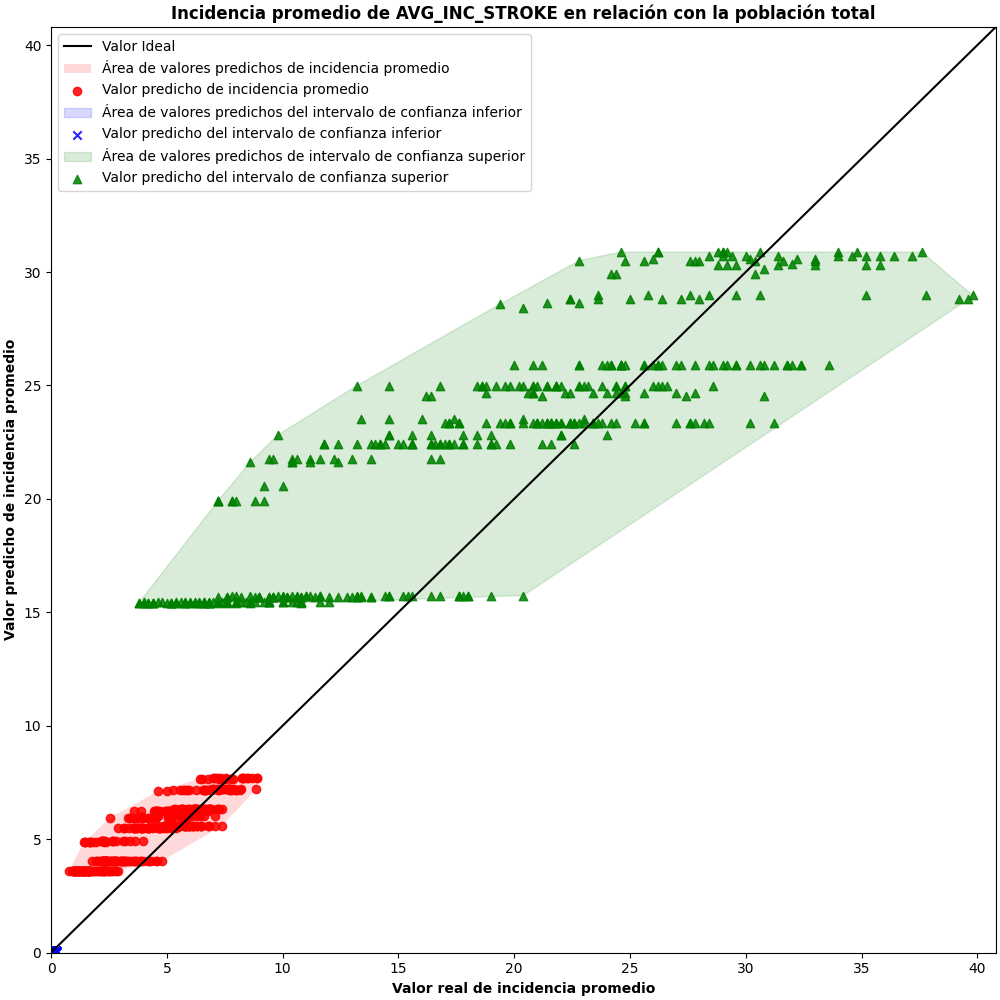 Incidencia promedio de AVG_INC_STROKE en relación con la población total
Valor Ideal
Área de valores predichos de incidencia promedio
Valor predicho de incidencia promedio
Área de valores predichos del intervalo de confianza inferior
Valor predicho del intervalo de confianza inferior
Área de valores predichos de intervalo de confianza superior
Valor predicho del intervalo de confianza superior
Valor predicho de incidencia promedio
40
35
30
25
20
15
10
5
0
0 5 10 15 20 25 30 35 40
Valor real de incidencia promedio